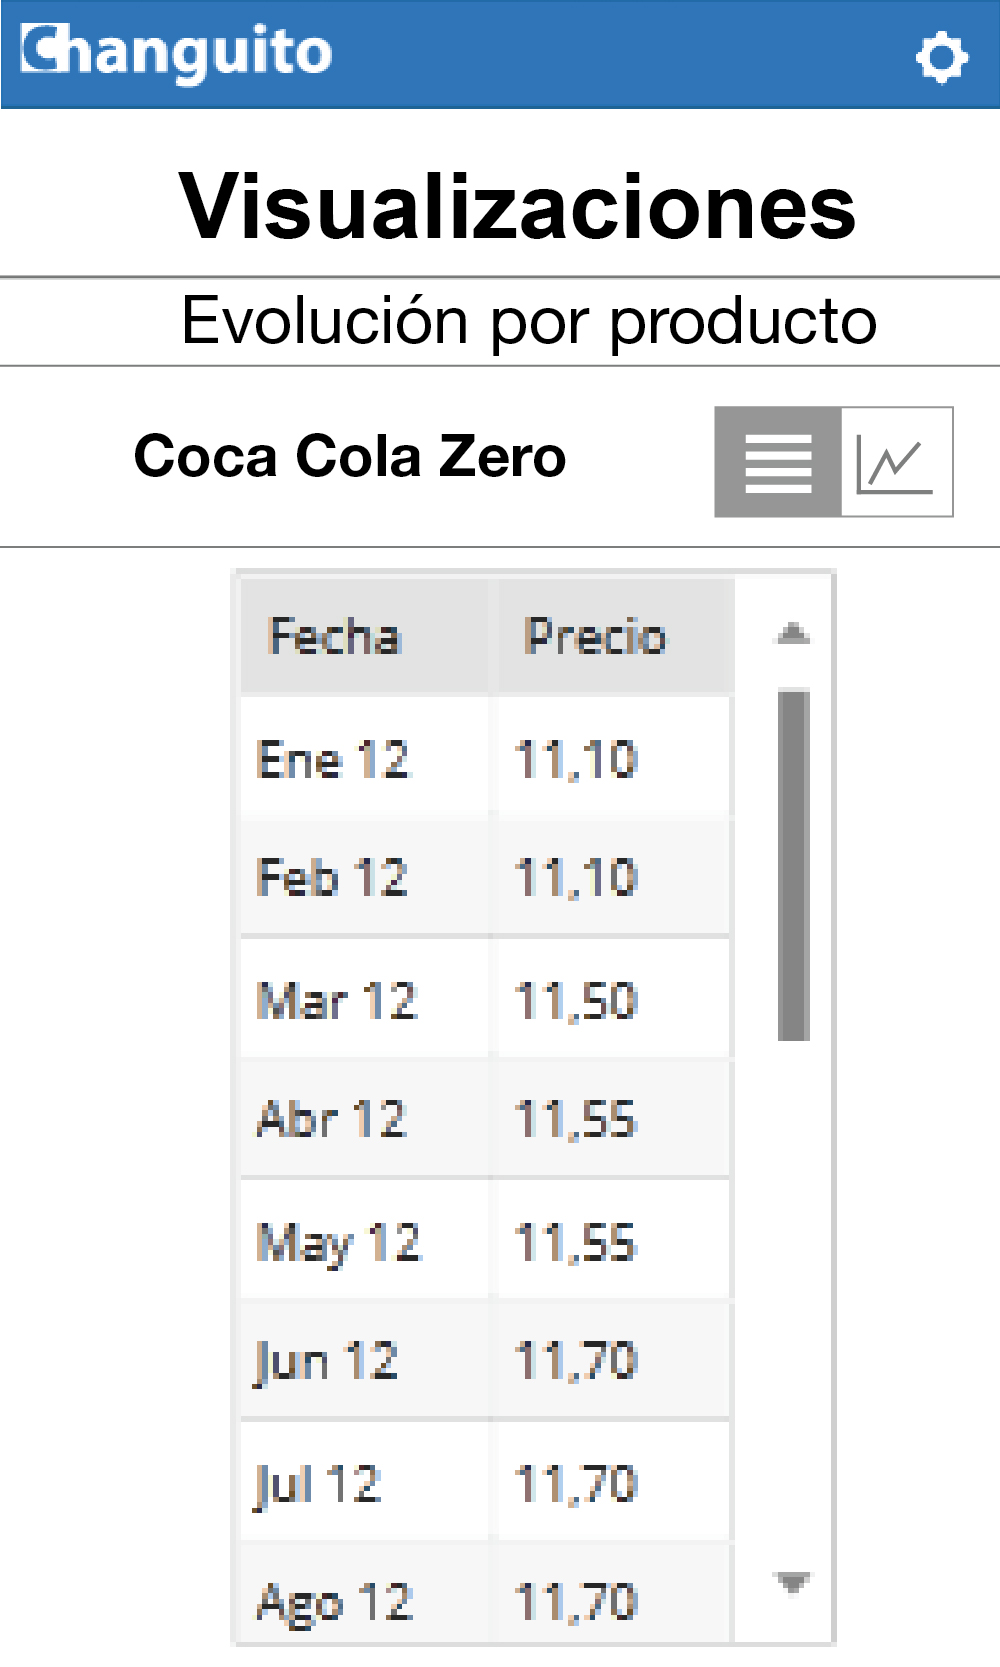 Changuito
Visualizaciones
Evolución por producto
Coca Cola Zero
Fecha Precio
Ene 12 11,10
Feb 12 11,10
Mar 12 11,50
Abr 12 11,55
May 12 11,55
Jun 12 11,70
Jul 12 11,70
Ago 12 11,70